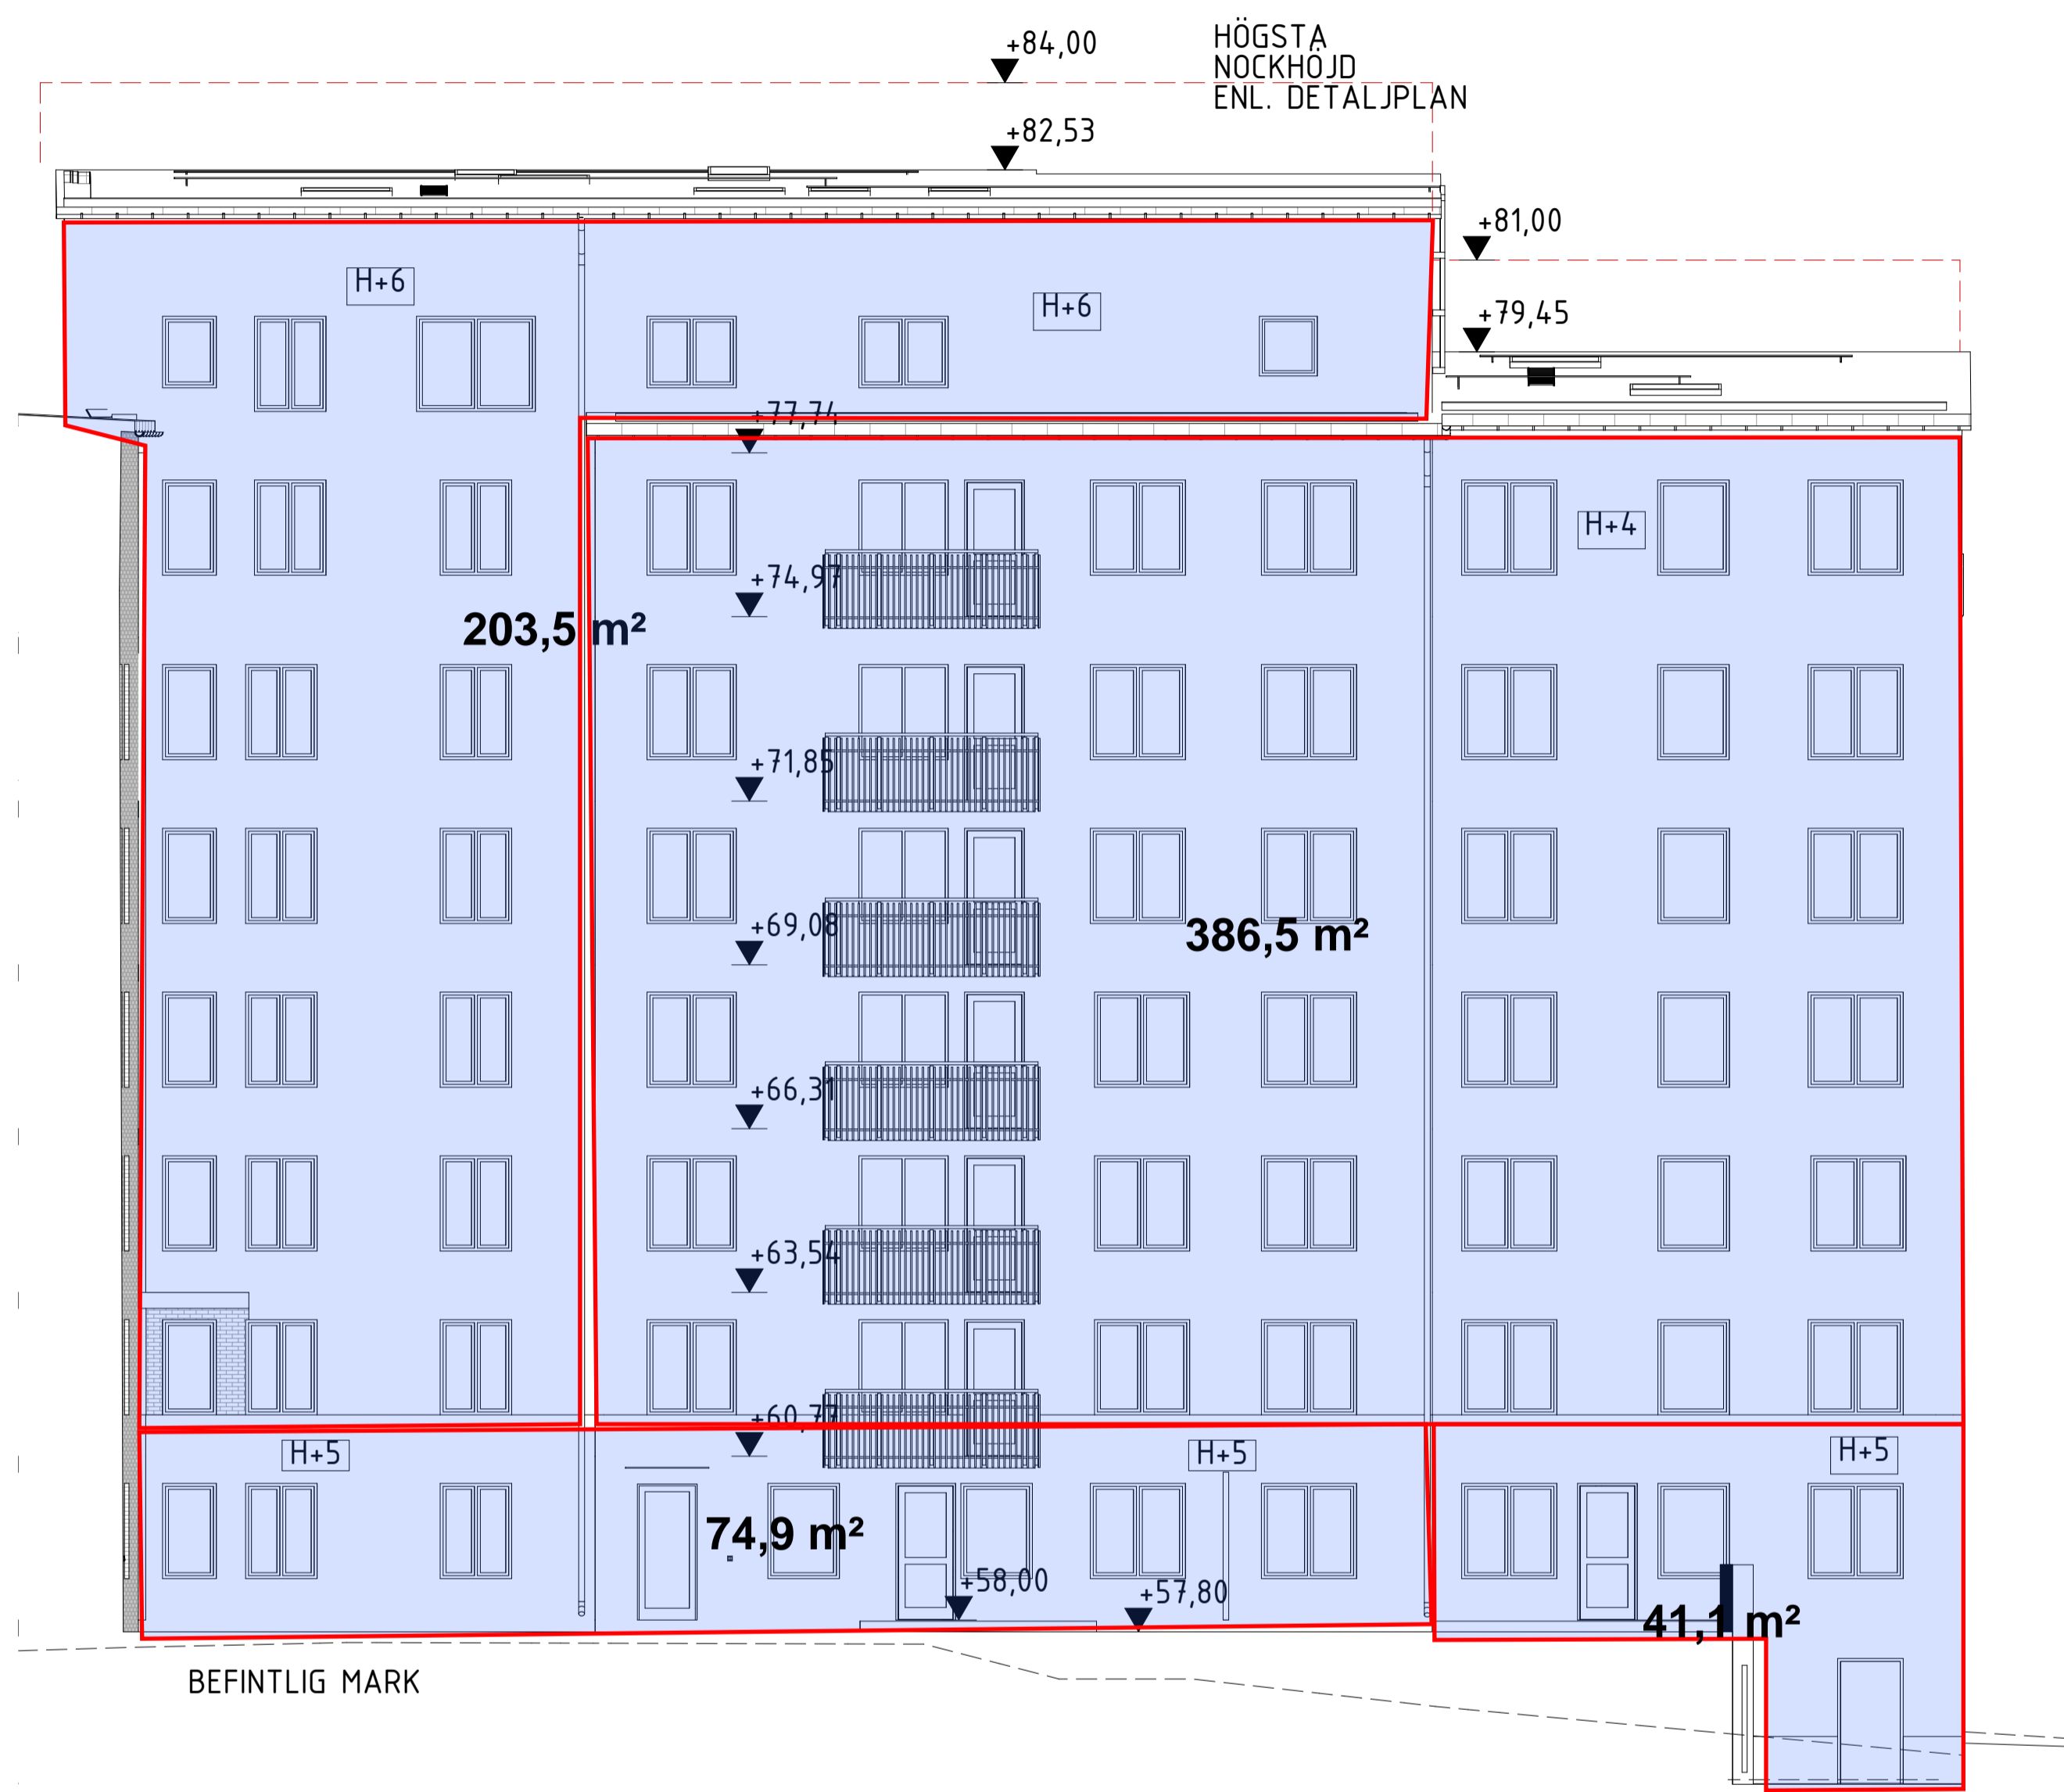 +84,00
HÖGSTA
NOCKHÖJD
ENL. DETALJPLAN
+82,53
+81,00
H+6
H+6
+79,45
+77,74
H+4
+74,97
203,5 m²
+71,85
+69,08
386,5 m²
+66,31
+63,54
+60,77
H+5
H+5
H+5
74,9 m²
+58,00
+57,80
41,1 m²
BEFINTLIG MARK